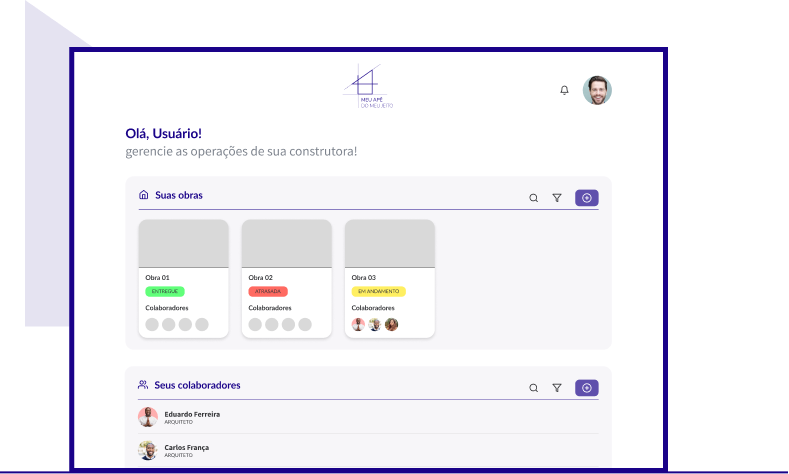 MEU APÊ
DO MEU JEITO
Olá, Usuário!
gerencie as operações de sua construtora!
Suas obras
Obra 01
ENTREGUE
Colaboradores
Obra 02
ATRASADA
Colaboradores
Obra 03
EM ANDAMENTO
Colaboradores
Seus colaboradores
Eduardo Ferreira
ARQUITETO
Carlos França
ARQUITETO